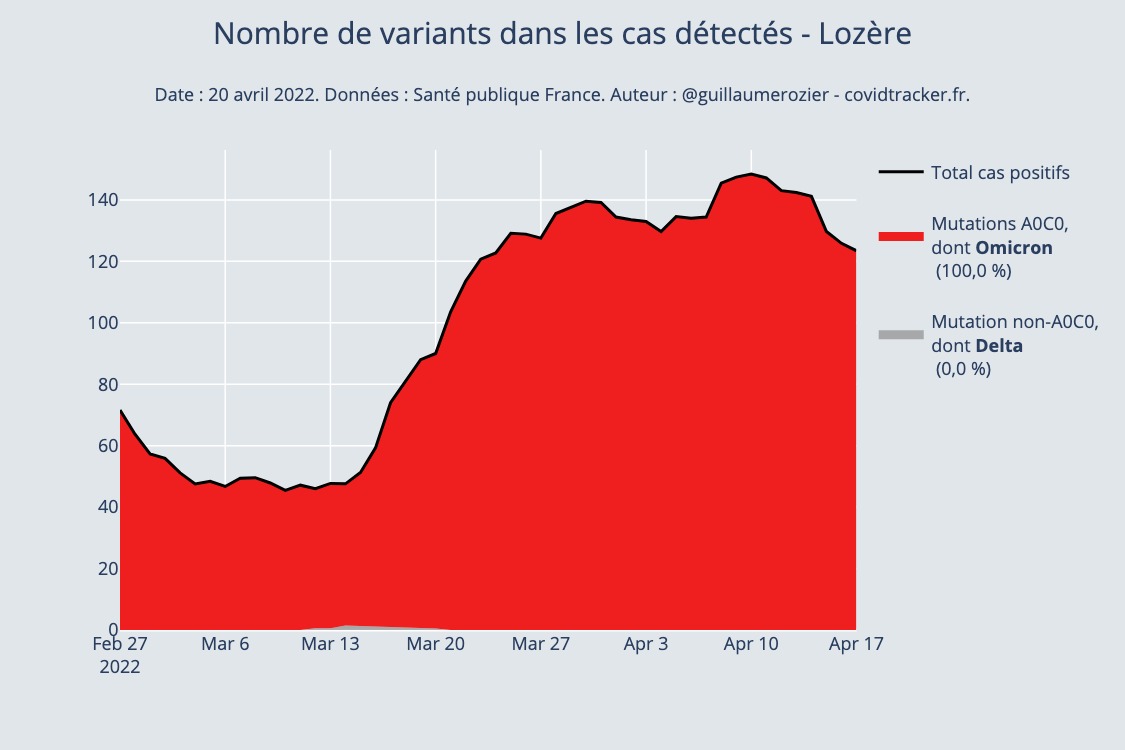 Nombre de variants dans les cas détectés - Lozère
Date : 20 avril 2022. Données : Santé publique France. Auteur : @guillaumerozier - covidtracker.fr.
Total cas positifs
Mutations A0C0,
dont Omicron
(100,0 %)
Mutation non-A0C0,
dont Delta
(0,0 %)
140
120
100
80
60
40
20
0
Feb 27 Mar 6 Mar 13 Mar 20 Mar 27 Apr 3 Apr 10 Apr 17
2022